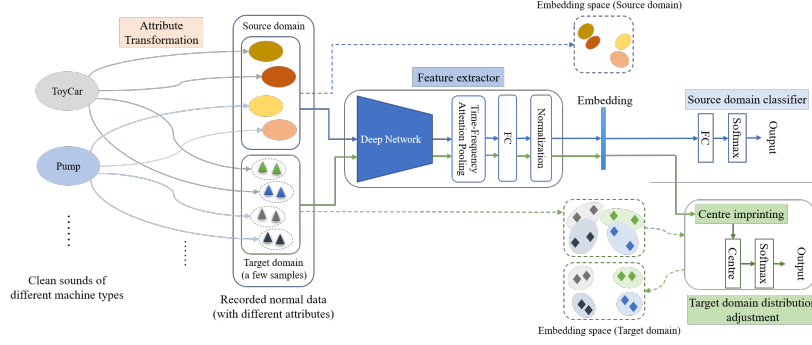 Attribute
Transformation
ToyCar
Pump
Clean sounds of
different machine types
Source domain
Target domain
(a few samples)
Recorded normal data
(with different attributes)
Feature extractor
Deep Network
Time-Frequency
Attention Pooling
FC
Normalization
Embedding
Embedding space (Source domain)
Source domain classifier
FC
Softmax
Output
Centre imprinting
Centre
Softmax
Output
Target domain distribution
adjustment
Embedding space (Target domain)